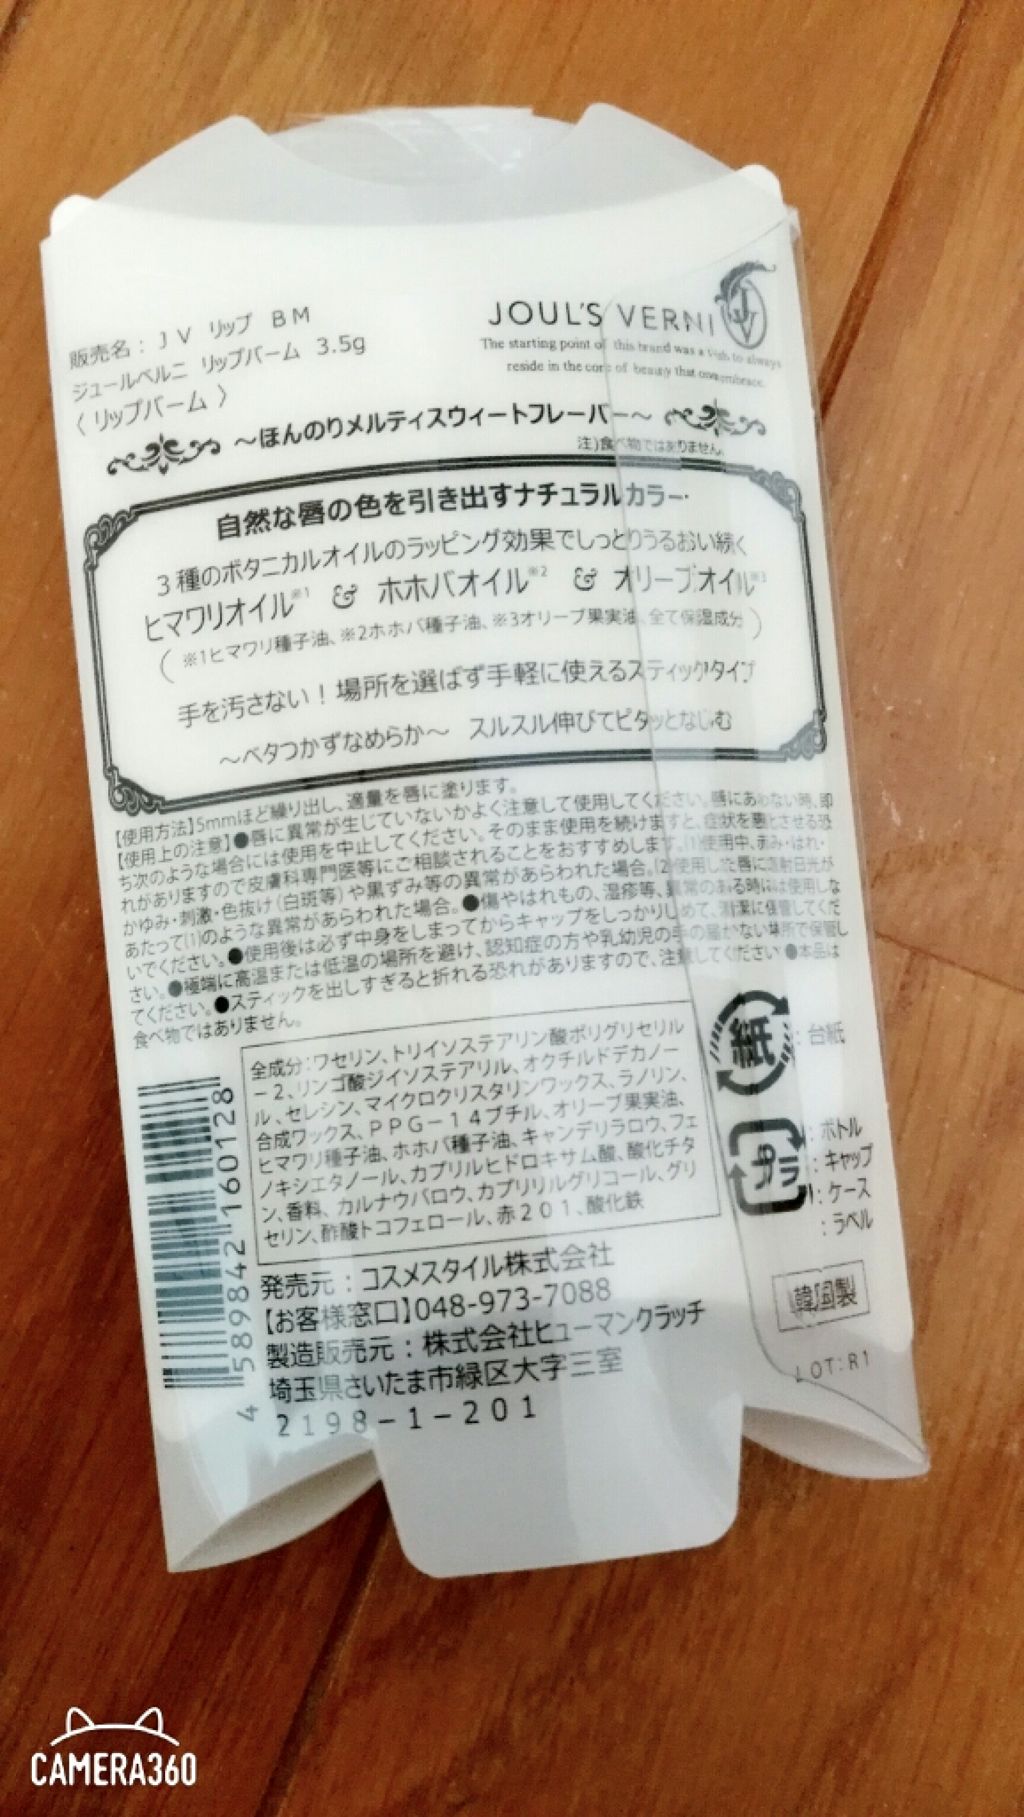 販売名：ＪＶ リップ ＢＭ
ジュールベルニ リップバーム 3.5g
〈 リップバーム 〉
JOUL'S VERNI
JV
The starting point of this brand was a wish to always
reside in the core of beauty that one embrace.
～ほんのりメルティスウィートフレーバー～
注）食べ物ではありません。
自然な唇の色を引き出すナチュラルカラー
３種のボタニカルオイルのラッピング効果でしっとりうるおい続く
ヒマワリオイル※1 & ホホバオイル※2 & オリーブオイル※3
（ ※1ヒマワリ種子油、※2ホホバ種子油、※3オリーブ果実油、全て保湿成分 ）
手を汚さない！場所を選ばず手軽に使えるスティックタイプ
～ベタつかずなめらか～ スルスル伸びてピタッとなじむ
【使用方法】5mmほど繰り出し、適量を唇に塗ります。
【使用上の注意】●唇に異常が生じていないかよく注意して使用してください。唇にあわない時、即
ち次のような場合には使用を中止してください。そのまま使用を続けますと、症状を悪化させる恐
れがありますので皮膚科専門医等にご相談されることをおすすめします。(1)使用中、赤み・はれ・
かゆみ・刺激・色抜け（白斑等）や黒ずみ等の異常があらわれた場合。(2)使用した唇に直射日光が
あたって(1)のような異常があらわれた場合。●傷やはれもの、湿疹等、異常のある時には使用しな
いでください。●使用後は必ず中身をしまってからキャップをしっかりしめて、清潔に保管してくだ
さい。●極端に高温または低温の場所を避け、認知症の方や乳幼児の手の届かない場所で保管し
てください。●スティックを出しすぎると折れる恐れがありますので、注意してください ●本品は
食べ物ではありません。
全成分：ワセリン、トリイソステアリン酸ポリグリセリル
－２、リンゴ酸ジイソステアリル、オクチルドデカノー
ル、セレシン、マイクロクリスタリンワックス、ラノリン、
合成ワックス、ＰＰＧ－１４ブチル、オリーブ果実油、
ヒマワリ種子油、ホホバ種子油、キャンデリラロウ、フェ
ノキシエタノール、カプリルヒドロキサム酸、酸化チタ
ン、香料、カルナウバロウ、カプリリルグリコール、グリ
セリン、酢酸トコフェロール、赤２０１、酸化鉄
紙：台紙
プラ
：ボトル
：キャップ
：ケース
：ラベル
4 589842 160128
発売元：コスメスタイル株式会社
【お客様窓口】048-973-7088
製造販売元：株式会社ヒューマンクラッチ
埼玉県さいたま市緑区大字三室
２１９８－１－２０１
韓国製
LOT:R1
CAMERA360